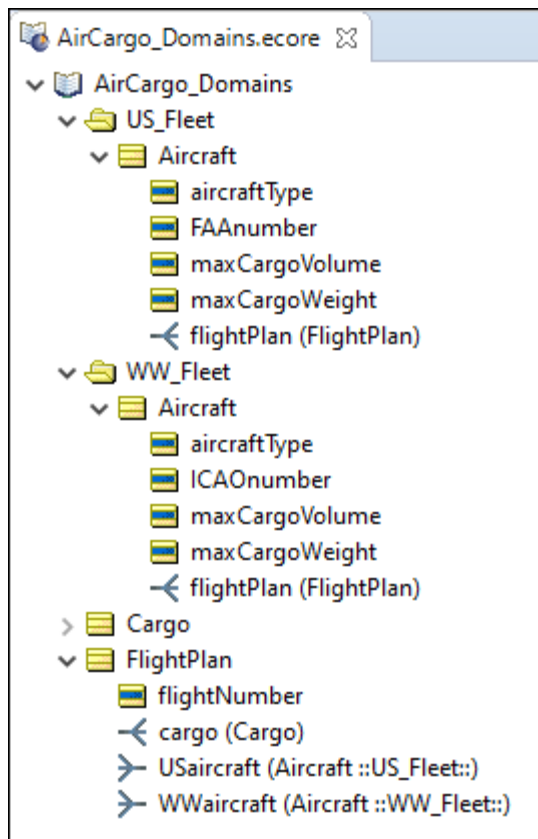 AirCargo_Domains.ecore
AirCargo_Domains
US_Fleet
Aircraft
aircraftType
FAAnumber
maxCargoVolume
maxCargoWeight
flightPlan (FlightPlan)
WW_Fleet
Aircraft
aircraftType
ICAOnumber
maxCargoVolume
maxCargoWeight
flightPlan (FlightPlan)
Cargo
FlightPlan
flightNumber
cargo (Cargo)
USaircraft (Aircraft ::US_Fleet::)
WWaircraft (Aircraft ::WW_Fleet::)